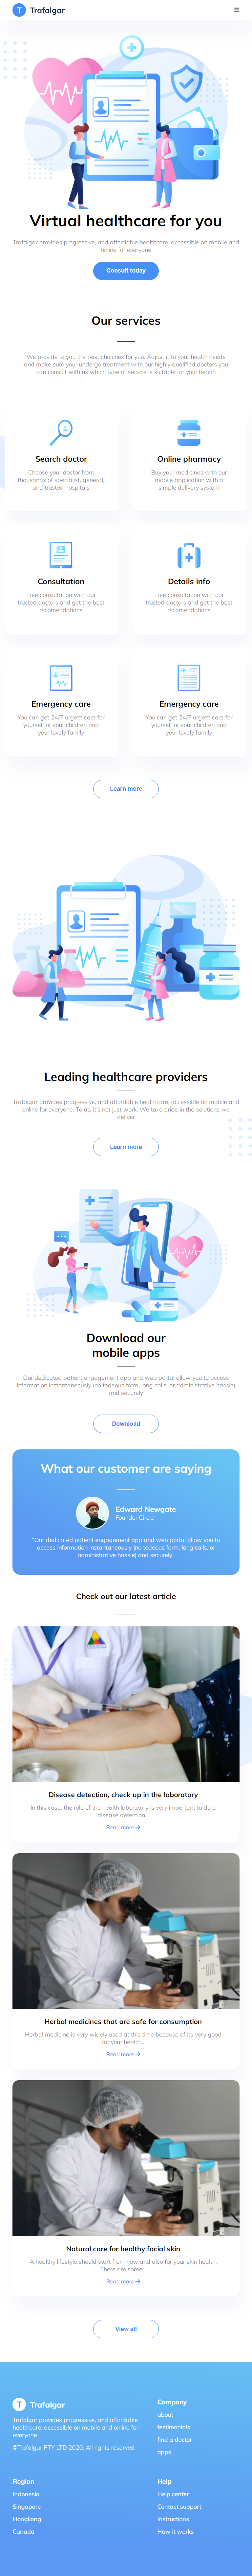 T Trafalgar
Virtual healthcare for you
Trafalgar provides progressive, and affordable healthcare, accessible on mobile and
online for everyone
Consult today
Our services
We provide to you the best choiches for you. Adjust it to your health needs
and make sure your undergo treatment with our highly qualified doctors you
can consult with us which type of service is suitable for your health
Search doctor
Choose your doctor from
thousands of specialist, general,
and trusted hospitals
Online pharmacy
Buy your medicines with our
mobile application with a
simple delivery system
Consultation
Free consultation with our
trusted doctors and get the best
recomendations
Details info
Free consultation with our
trusted doctors and get the best
recomendations
Emergency care
You can get 24/7 urgent care for
yourself or your children and
your lovely family
Emergency care
You can get 24/7 urgent care for
yourself or your children and
your lovely family
Learn more
Leading healthcare providers
Trafalgar provides progressive, and affordable healthcare, accessible on mobile and
online for everyone. To us, it's not just work. We take pride in the solutions we
deliver
Learn more
Download our
mobile apps
Our dedicated patient engagement app and web portal allow you to access
information instantaneously (no tedeous form, long calls, or administrative hassle)
and securely
Download
What our customer are saying
Edward Newgate
Founder Circle
"Our dedicated patient engagement app and web portal allow you to
access information instantaneously (no tedeous form, long calls, or
administrative hassle) and securely"
Check out our latest article
Disease detection, check up in the laboratory
In this case, the role of the health laboratory is very important to do a
disease detection...
Read more
Herbal medicines that are safe for consumption
Herbal medicine is very widely used at this time because of its very good
for your health...
Read more
Natural care for healthy facial skin
A healthy lifestyle should start from now and also for your skin health.
There are some...
Read more
View all
T Trafalgar
Trafalgar provides progressive, and affordable
healthcare, accessible on mobile and online for
everyone
©Trafalgar PTY LTD 2020. All rights reserved
Company
about
testimonials
find a doctor
apps
Region
Indonesia
Singapore
Hongkong
Canada
Help
Help center
Contact support
Instructions
How it works